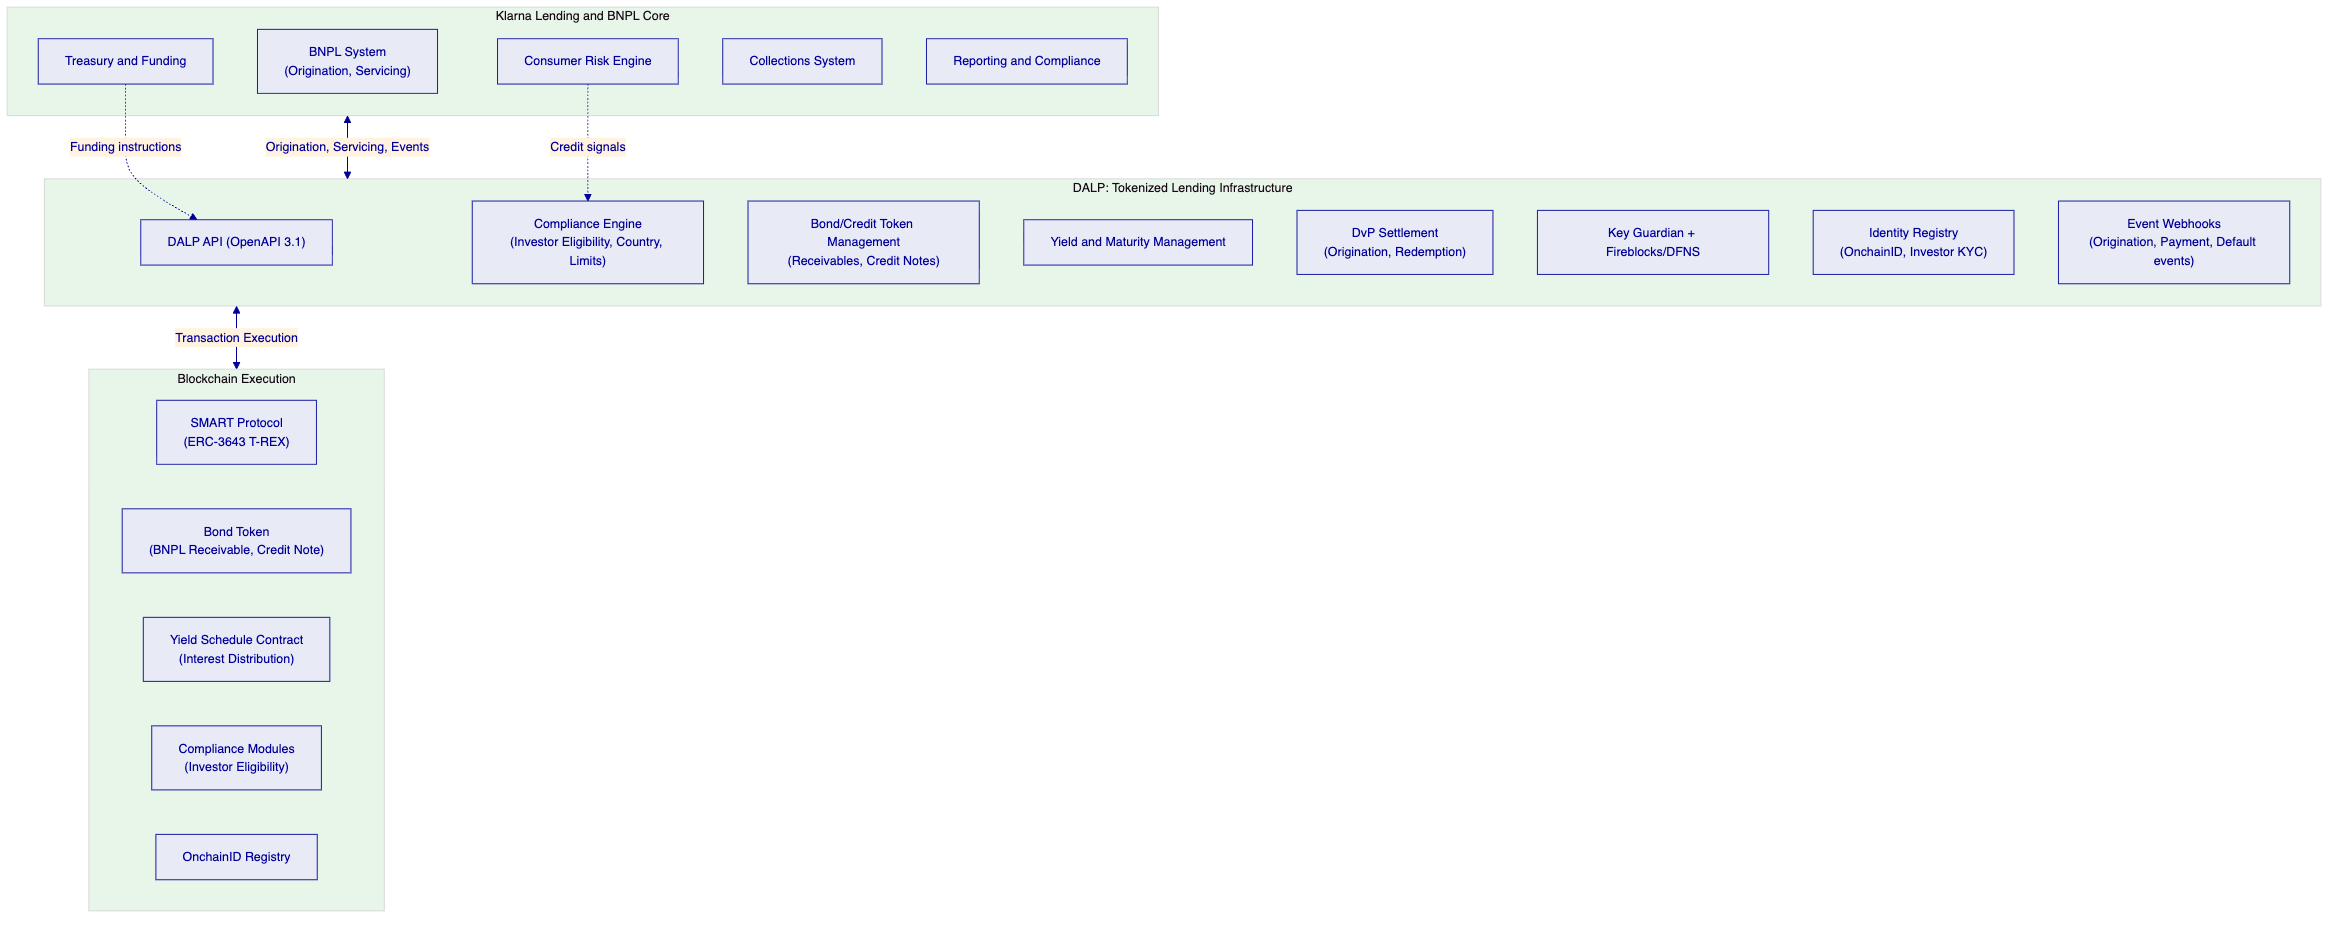 Klarna Lending and BNPL Core
Treasury and Funding
BNPL System
(Origination, Servicing)
Consumer Risk Engine
Collections System
Reporting and Compliance
Funding instructions
Origination, Servicing, Events
Credit signals
DALP: Tokenized Lending Infrastructure
DALP API (OpenAPI 3.1)
Compliance Engine
(Investor Eligibility, Country,
Limits)
Bond/Credit Token
Management
(Receivables, Credit Notes)
Yield and Maturity Management
DvP Settlement
(Origination, Redemption)
Key Guardian +
Fireblocks/DFNS
Identity Registry
(OnchainID, Investor KYC)
Event Webhooks
(Origination, Payment, Default
events)
Transaction Execution
Blockchain Execution
SMART Protocol
(ERC-3643 T-REX)
Bond Token
(BNPL Receivable, Credit Note)
Yield Schedule Contract
(Interest Distribution)
Compliance Modules
(Investor Eligibility)
OnchainID Registry